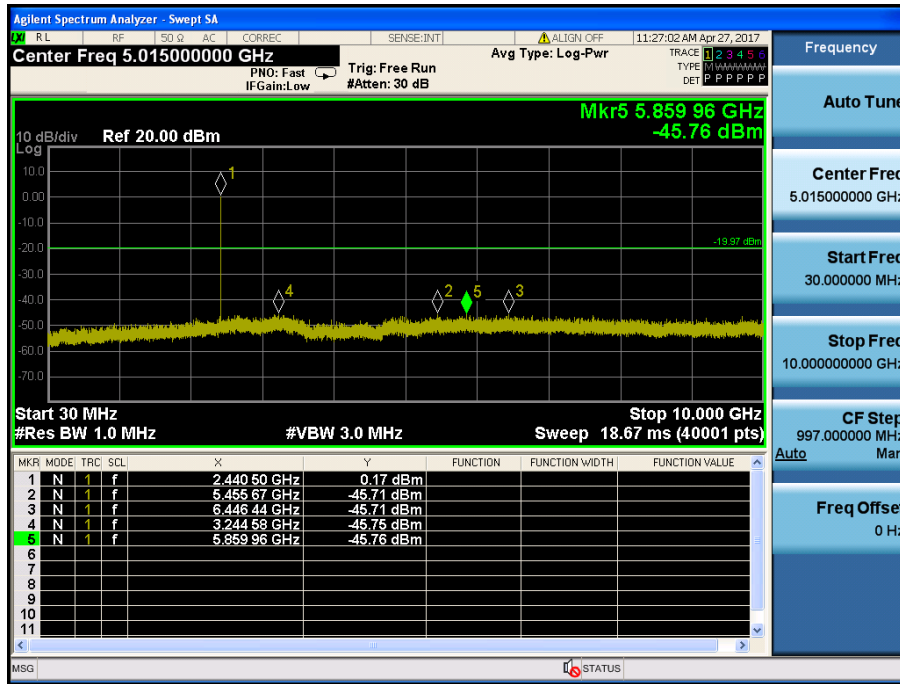 Agilent Spectrum Analyzer - Swept SA
LXI RL RF 50 Ω AC CORREC SENSE:INT ALIGN OFF 11:27:02 AM Apr 27, 2017
Center Freq 5.015000000 GHz
PNO: Fast
IFGain:Low
Trig: Free Run
#Atten: 30 dB
Avg Type: Log-Pwr
TRACE 1 2 3 4 5 6
TYPE M W W W W W
DET P P P P P P
Mkr5 5.859 96 GHz
-45.76 dBm
10 dB/div Ref 20.00 dBm
Log
10.0
0.00
-10.0
-20.0
-30.0
-40.0
-50.0
-60.0
-70.0
1
4
2
5
3
-19.97 dBm
Start 30 MHz Stop 10.000 GHz
#Res BW 1.0 MHz #VBW 3.0 MHz Sweep 18.67 ms (40001 pts)
MKR MODE TRC SCL X Y FUNCTION FUNCTION WIDTH FUNCTION VALUE
1 N 1 f 2.440 50 GHz 0.17 dBm
2 N 1 f 5.455 67 GHz -45.71 dBm
3 N 1 f 6.446 44 GHz -45.71 dBm
4 N 1 f 3.244 58 GHz -45.75 dBm
5 N 1 f 5.859 96 GHz -45.76 dBm
6
7
8
9
10
11
MSG STATUS
Frequency
Auto Tune
Center Freq
5.015000000 GHz
Start Freq
30.000000 MHz
Stop Freq
10.000000000 GHz
CF Step
997.000000 MHz
Auto Man
Freq Offset
0 Hz